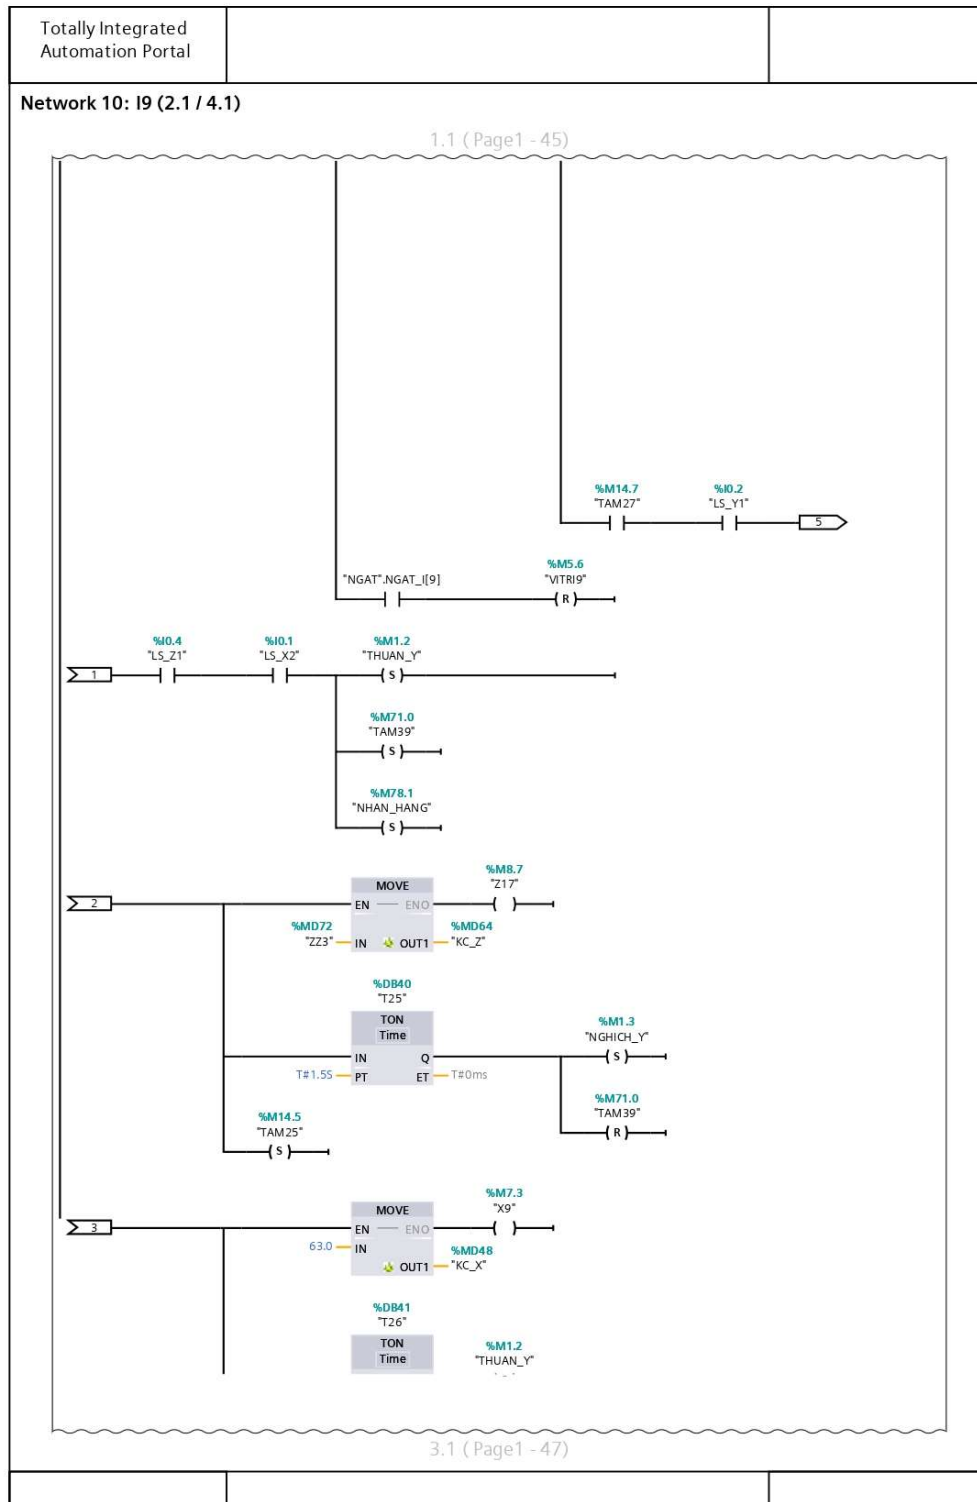 Totally Integrated
Automation Portal
Network 10: I9 (2.1 / 4.1)
1.1 ( Page1 - 45)
%M14.7
"TAM27"
%I0.2
"LS_Y1"
5
"NGAT".NGAT_I[9]
%M5.6
"VITRI9"
R
1
%I0.4
"LS_Z1"
%I0.1
"LS_X2"
%M1.2
"THUAN_Y"
S
%M71.0
"TAM39"
S
%M78.1
"NHAN_HANG"
S
2
MOVE
EN
ENO
%MD72
"ZZ3"
IN
OUT1
%MD64
"KC_Z"
%M8.7
"Z17"
%DB40
"T25"
TON
Time
IN
Q
T#1.5S
PT
ET
T#0ms
%M1.3
"NGHICH_Y"
S
%M71.0
"TAM39"
R
%M14.5
"TAM25"
S
3
MOVE
EN
ENO
63.0
IN
OUT1
%MD48
"KC_X"
%M7.3
"X9"
%DB41
"T26"
TON
Time
%M1.2
"THUAN_Y"
3.1 ( Page1 - 47)